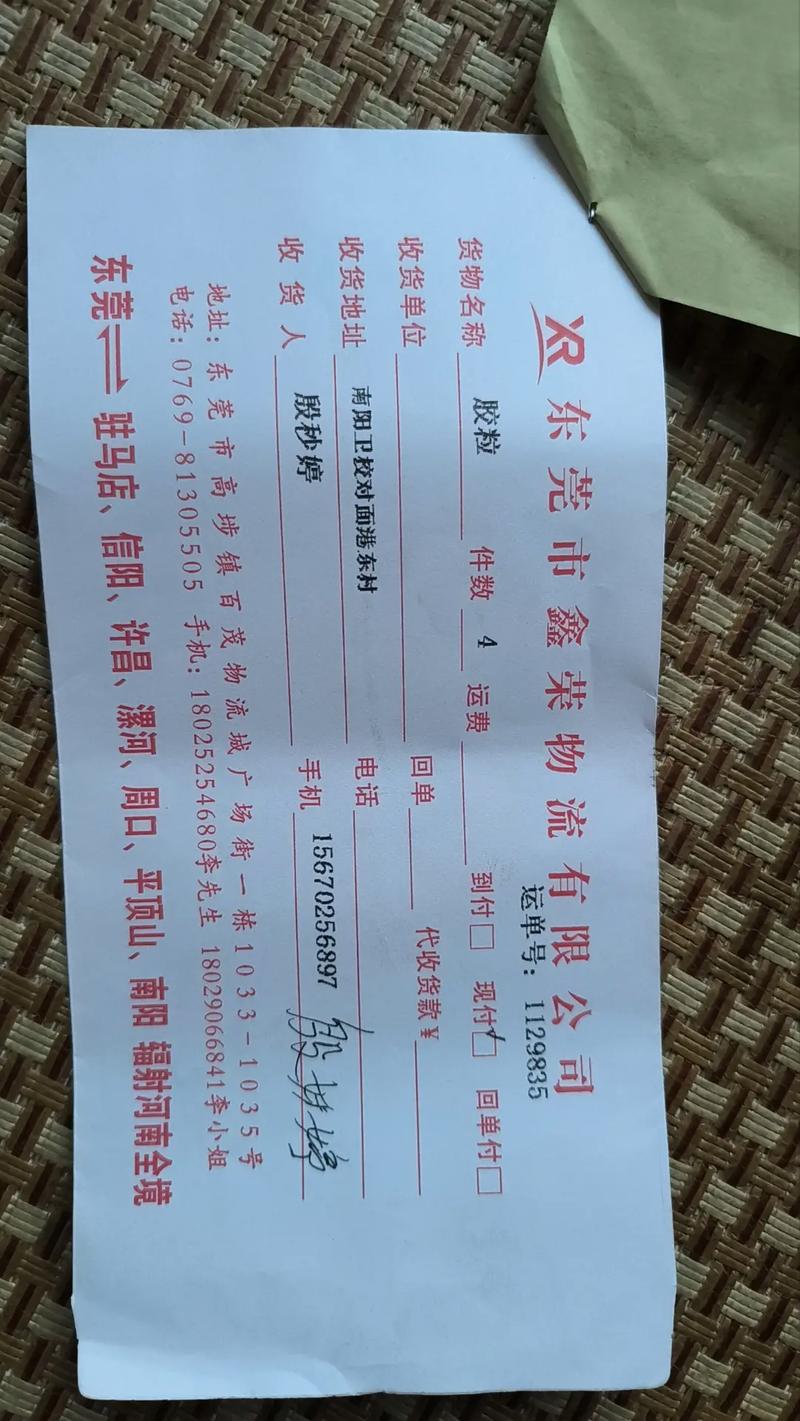 XR 东莞市鑫荣物流有限公司
运单号：1129835
货物名称 胶粒 件数 4 运费 到付□ 现付☑ 回单付□
收货单位 回单 代收货款¥
收货地址 南阳卫校对面港东村 电话
收货人 殷秒婷 手机 15670256897
地址：东莞市高埗镇百茂物流城广场街一栋1033-1035号
电话：0769-81305505 手机：18025254680李先生 18029066841李小姐
东莞⇌驻马店、信阳、许昌、漯河、周口、平顶山、南阳 辐射河南全境